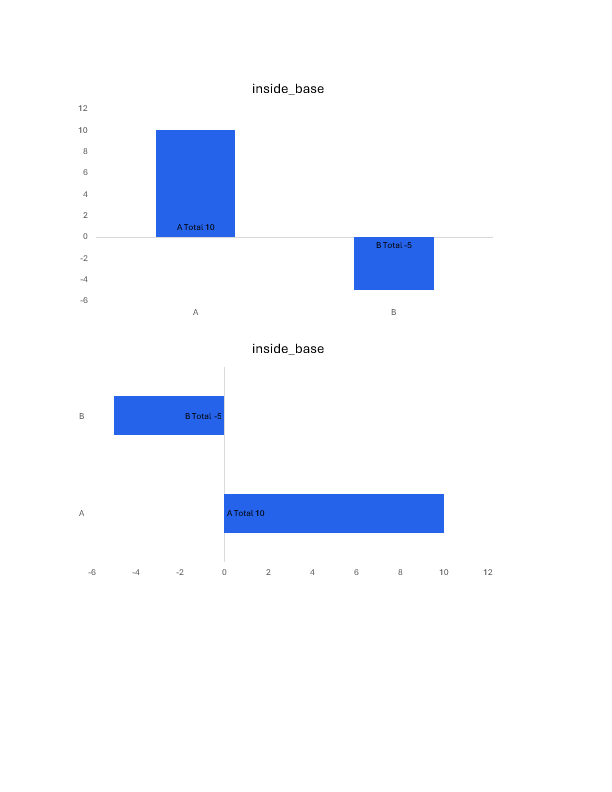 inside_base
12
10
8
6
4
2
A Total 10
0
B Total -5
-2
-4
-6
A B
inside_base
B B Total -5
A A Total 10
-6 -4 -2 0 2 4 6 8 10 12